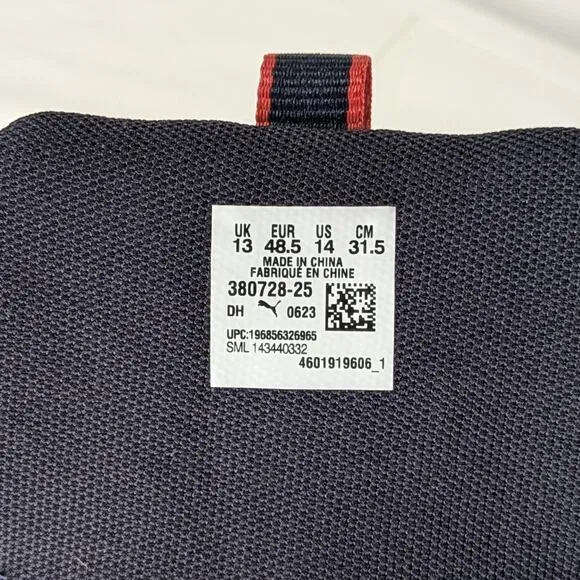 UK EUR US CM
13 48.5 14 31.5
MADE IN CHINA
FABRIQUÉ EN CHINE
380728-25
DH 0623
UPC:196856326965
SML 143440332
4601919606_1